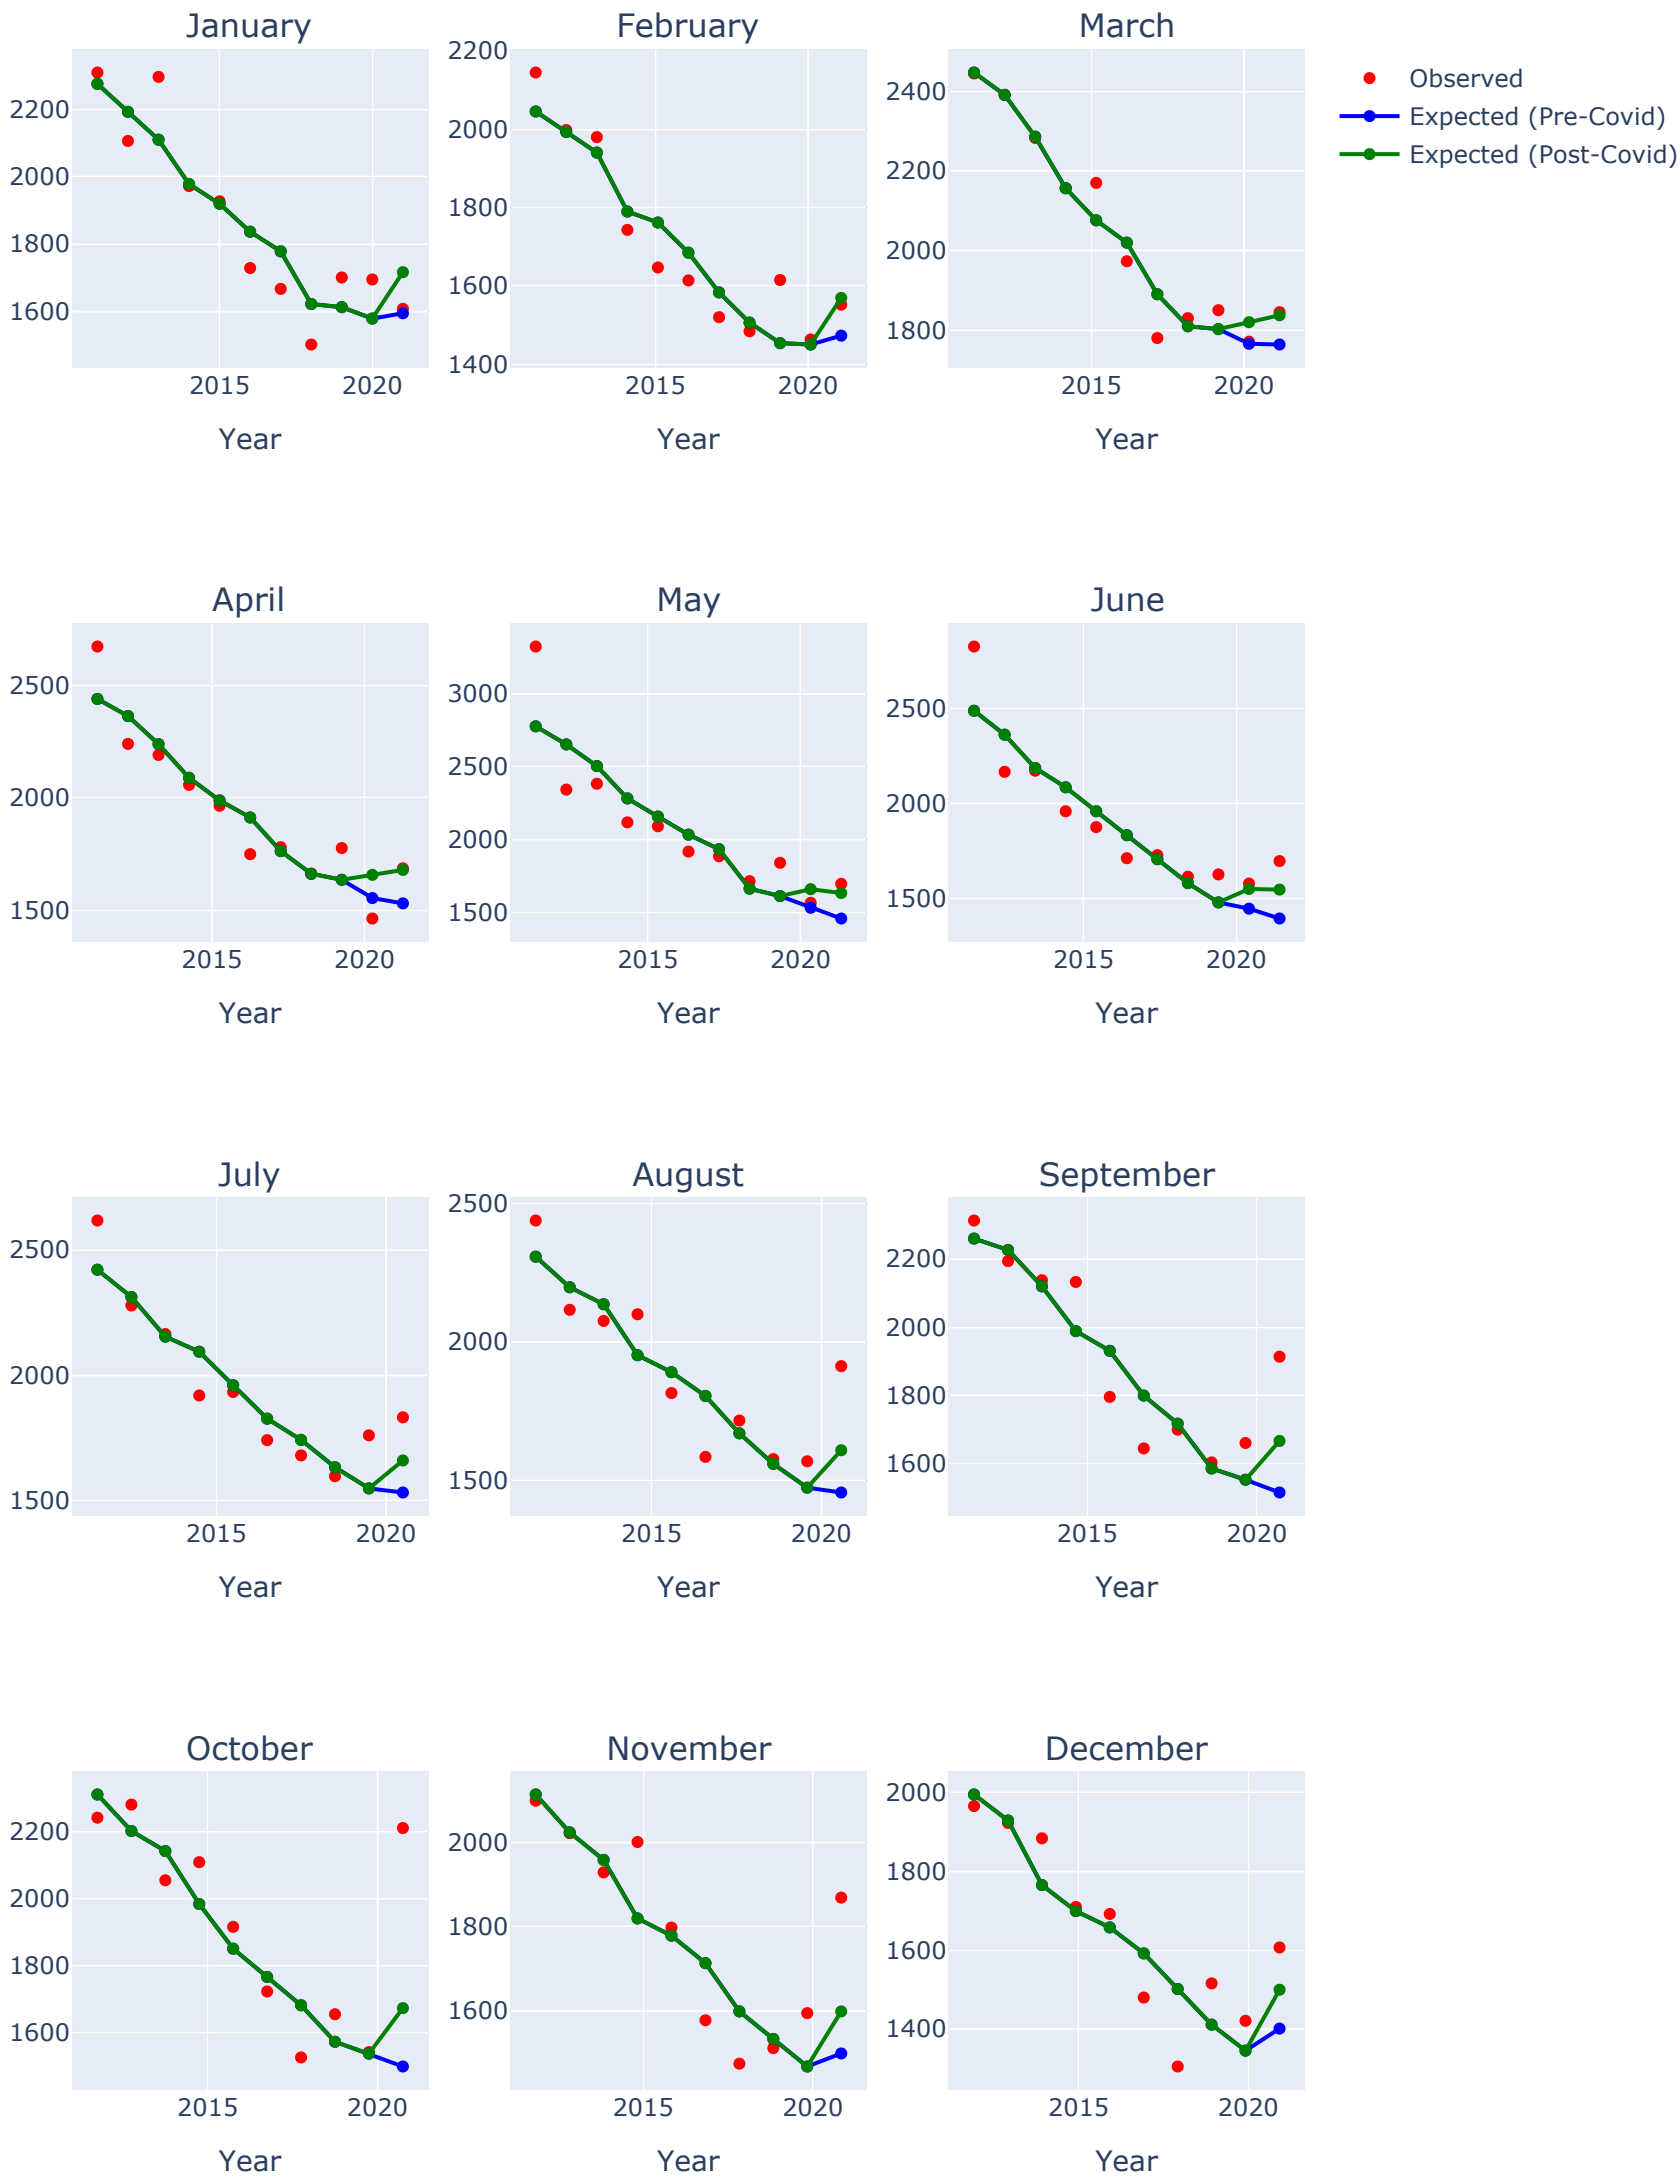 January
February
March
2200
2000
1800
1600
2015
2020
Year
2200
2000
1800
1600
1400
2015
2020
Year
2400
2200
2000
1800
2015
2020
Year
Observed
Expected (Pre-Covid)
Expected (Post-Covid)
April
May
June
2500
2000
1500
2015
2020
Year
3000
2500
2000
1500
2015
2020
Year
2500
2000
1500
2015
2020
Year
July
August
September
2500
2000
1500
2015
2020
Year
2500
2000
1500
2015
2020
Year
2200
2000
1800
1600
2015
2020
Year
October
November
December
2200
2000
1800
1600
2015
2020
Year
2000
1800
1600
2015
2020
Year
2000
1800
1600
1400
2015
2020
Year